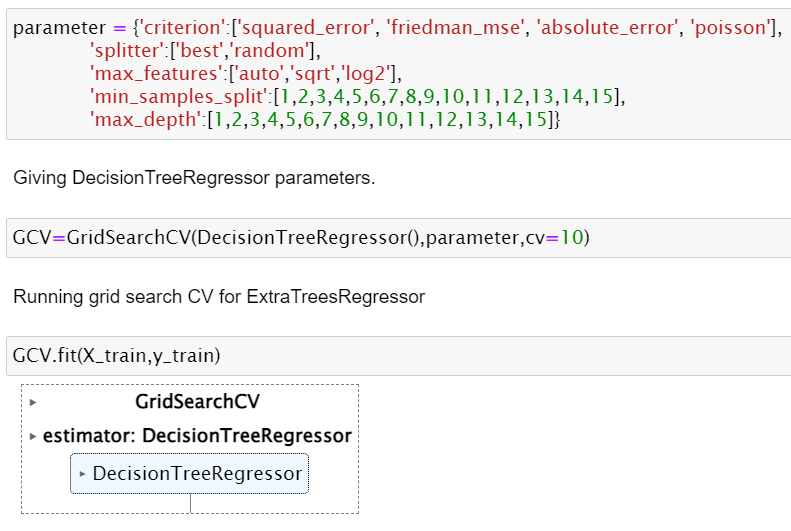 parameter = {'criterion':['squared_error', 'friedman_mse', 'absolute_error', 'poisson'],
'splitter':['best','random'],
'max_features':['auto','sqrt','log2'],
'min_samples_split':[1,2,3,4,5,6,7,8,9,10,11,12,13,14,15],
'max_depth':[1,2,3,4,5,6,7,8,9,10,11,12,13,14,15]}
Giving DecisionTreeRegressor parameters.
GCV=GridSearchCV(DecisionTreeRegressor(),parameter,cv=10)
Running grid search CV for ExtraTreesRegressor
GCV.fit(X_train,y_train)
GridSearchCV
estimator: DecisionTreeRegressor
DecisionTreeRegressor